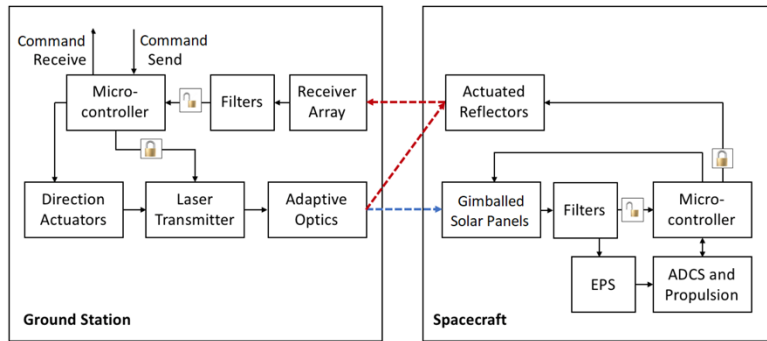 Command
Receive
Command
Send
Micro-
controller
Filters
Receiver
Array
Direction
Actuators
Laser
Transmitter
Adaptive
Optics
Ground Station
Actuated
Reflectors
Gimballed
Solar Panels
Filters
Micro-
controller
EPS
ADCS and
Propulsion
Spacecraft